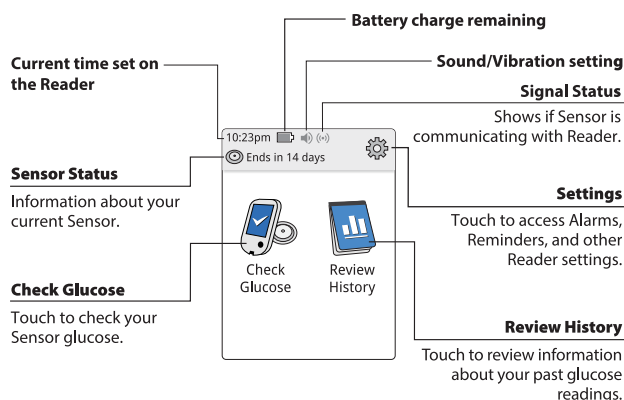 Battery charge remaining
Current time set on
the Reader
Sound/Vibration setting
Signal Status
Shows if Sensor is
communicating with Reader.
10:23pm
Ends in 14 days
Sensor Status
Information about your
current Sensor.
Settings
Touch to access Alarms,
Reminders, and other
Reader settings.
Check
Glucose
Review
History
Check Glucose
Touch to check your
Sensor glucose.
Review History
Touch to review information
about your past glucose
readings.